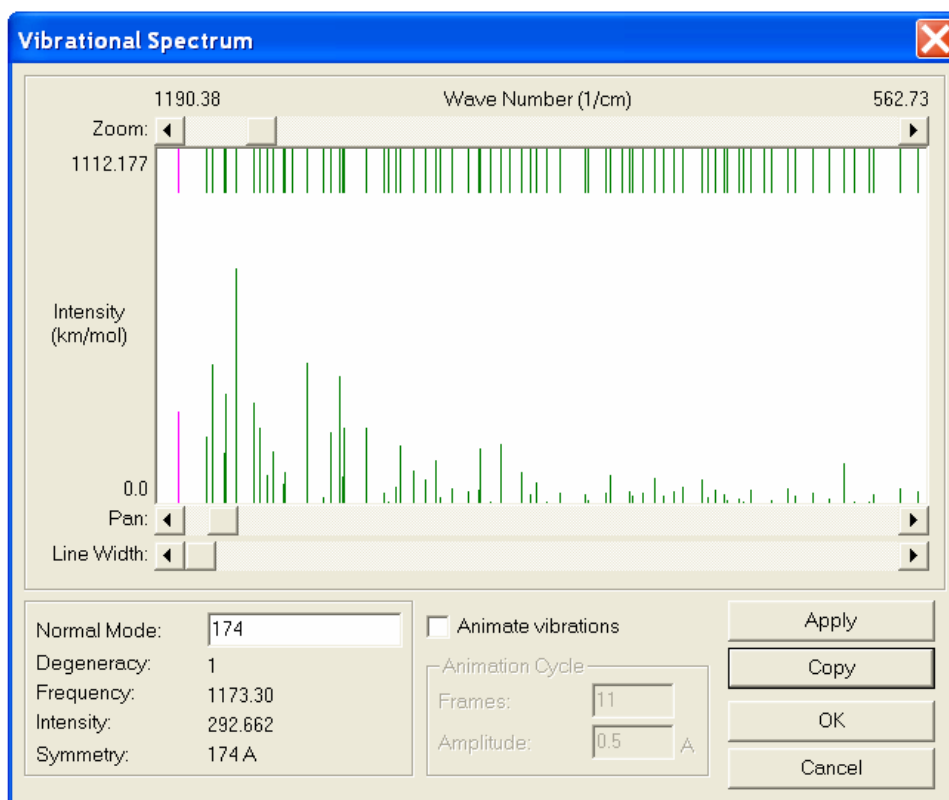 Vibrational Spectrum
1190.38 Wave Number (1/cm) 562.73
Zoom:
1112.177
Intensity
(km/mol)
0.0
Pan:
Line Width:
Normal Mode: 174
Degeneracy: 1
Frequency: 1173.30
Intensity: 292.662
Symmetry: 174 A
Animate vibrations
Animation Cycle
Frames: 11
Amplitude: 0.5 A
Apply
Copy
OK
Cancel